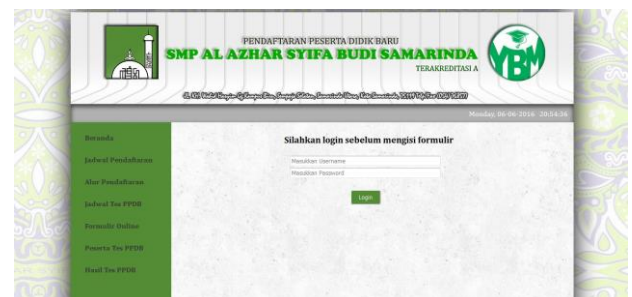 PENDAFTARAN PESERTA DIDIK BARU
SMP AL AZHAR SYIFA BUDI SAMARINDA
TERAKREDITASI A
YBM
Monday, 06-06-2016 20:54:34
Beranda
Jadwal Pendaftaran
Alur Pendaftaran
Jadwal Tes PPDB
Formulir Online
Peserta Tes PPDB
Hasil Tes PPDB
Silahkan login sebelum mengisi formulir
Masukkan Username
Masukkan Password
Login